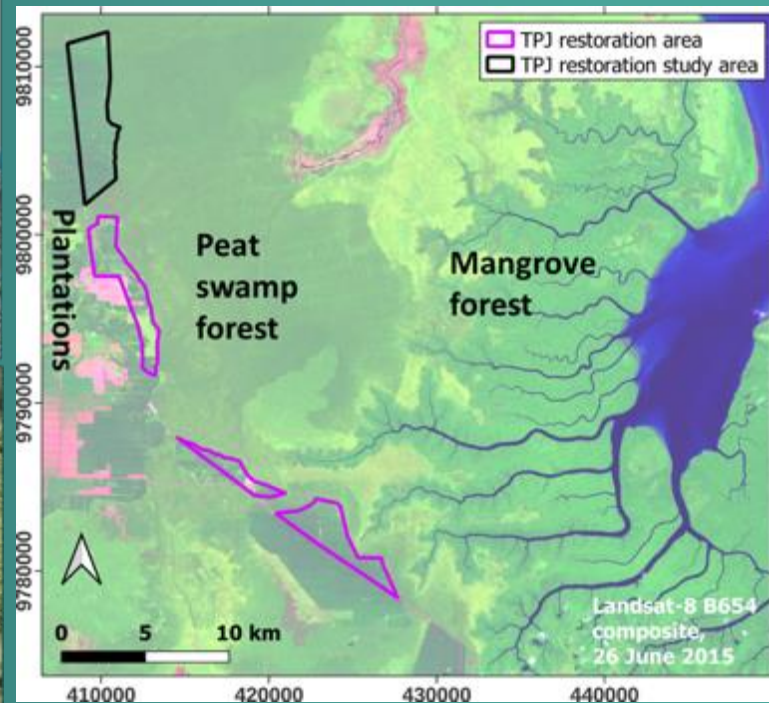 TPJ restoration area
TPJ restoration study area
9810000
9800000
9790000
9780000
Plantations
Peat
swamp
forest
Mangrove
forest
0 5 10 km
Landsat-8 B654
composite,
26 June 2015
410000 420000 430000 440000